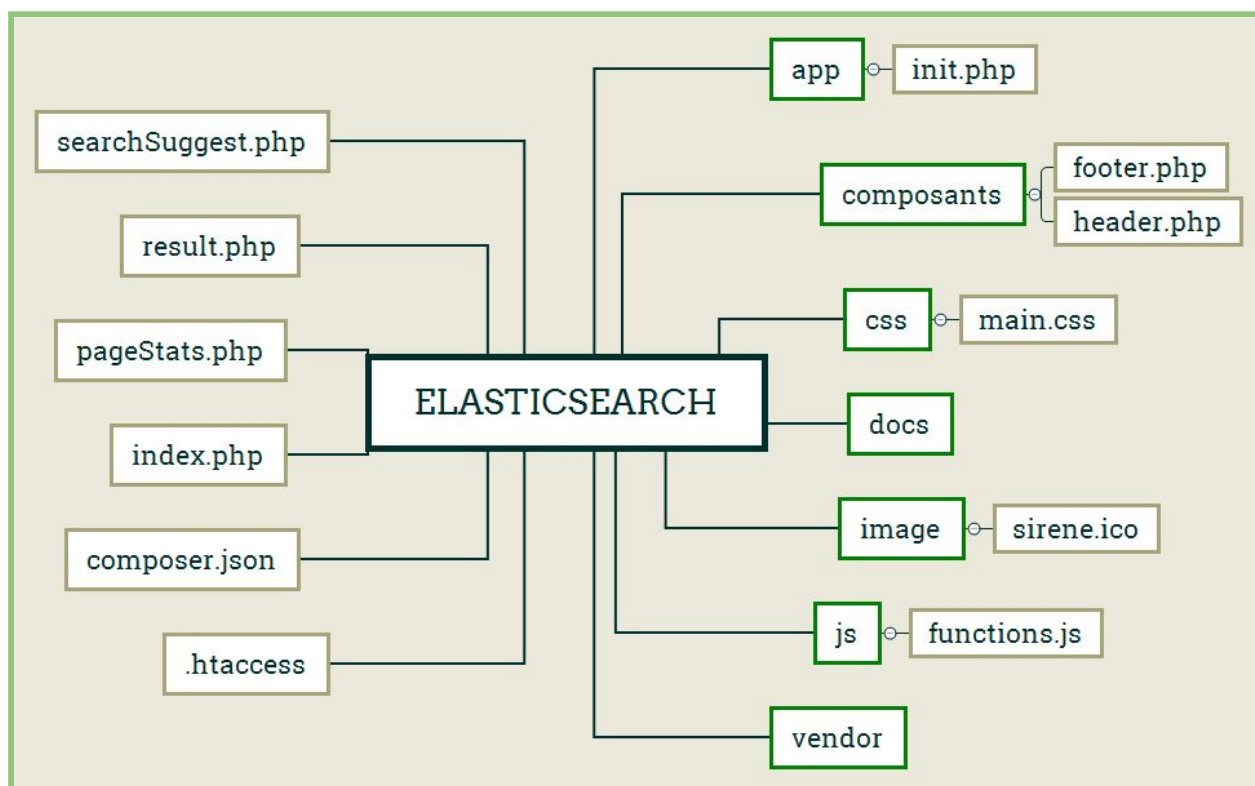 app
init.php
searchSuggest.php
footer.php
composants
header.php
result.php
css
main.css
pageStats.php
ELASTICSEARCH
docs
index.php
image
sirene.ico
composer.json
js
functions.js
.htaccess
vendor